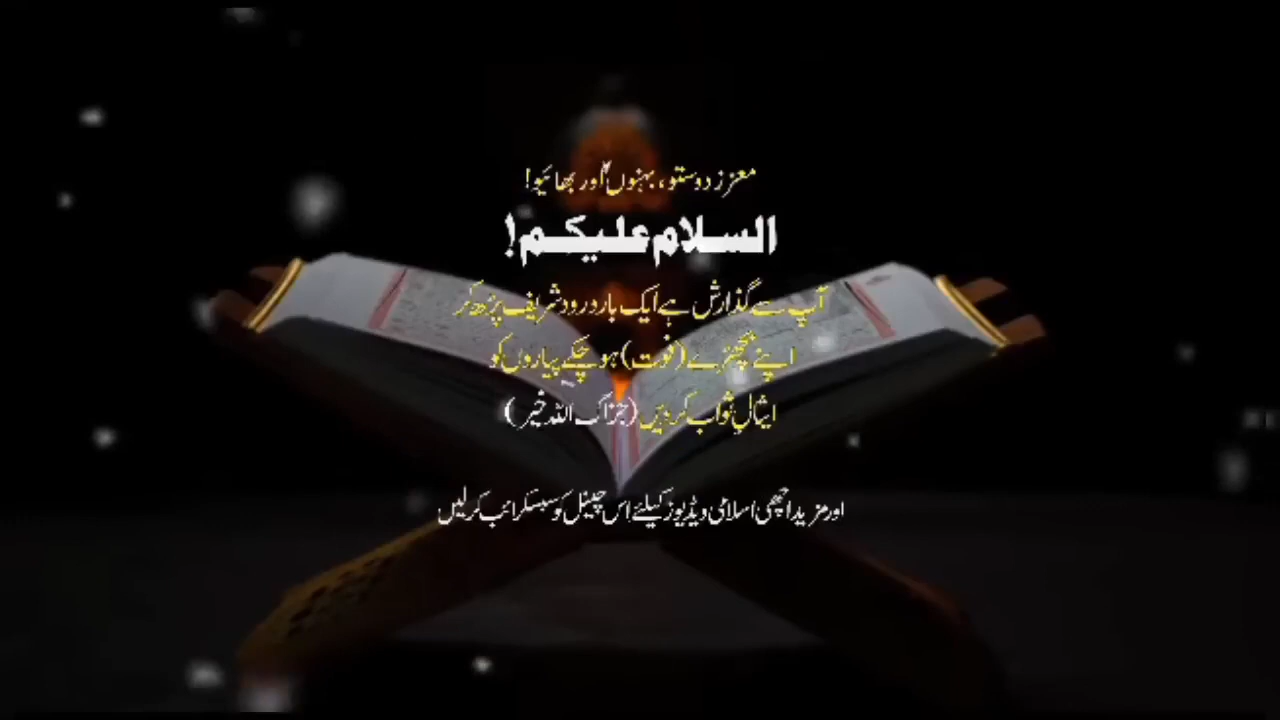 معزز دوستو، بہنوں اور بھائیو!
السلام علیکم!
آپ سے گذارش ہے ایک بار درود شریف پڑھ کر
اپنے بچھڑے (فوت) ہو چکے پیاروں کو
ایثالِ ثواب کر دیں (جزاک اللہ خیر)
اور مزید اچھی اسلامی ویڈیوز کیلئے اس چینل کو سبسکرائب کر لیں